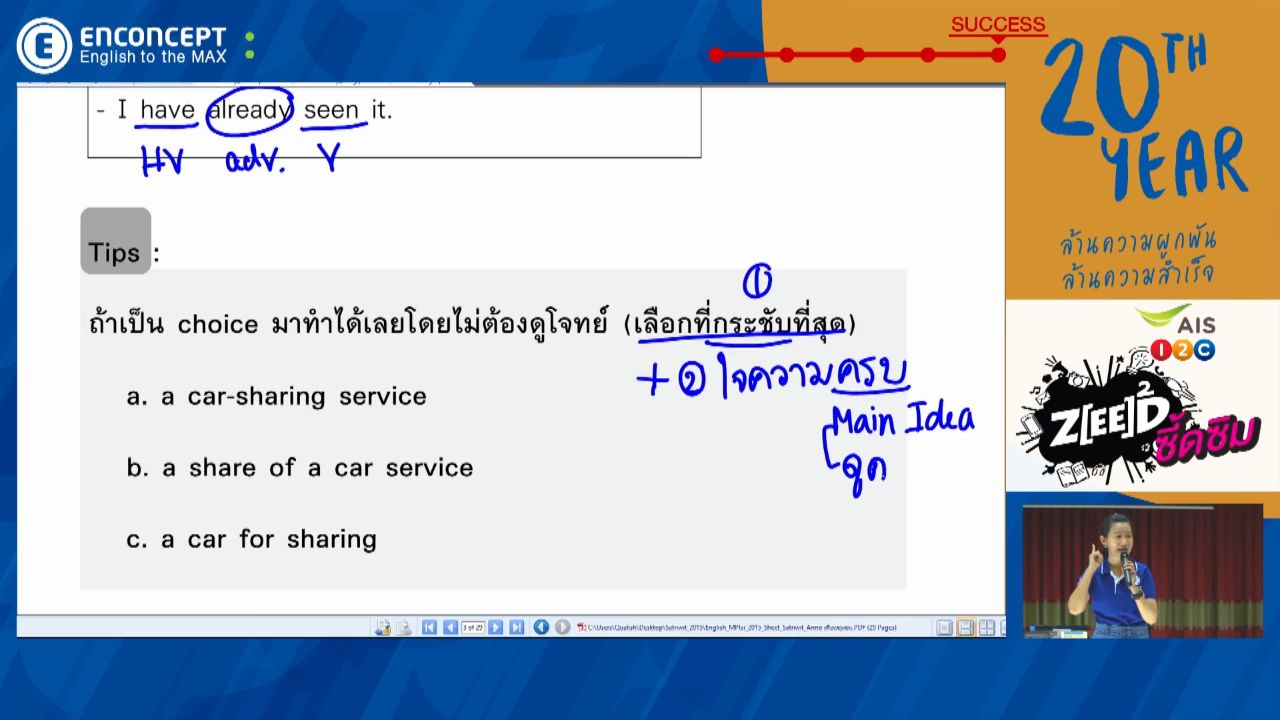 ENCONCEPT
English to the MAX
SUCCESS
20TH
YEAR
ล้านความผูกพัน
ล้านความสำเร็จ
AIS
I2C
Z[EE]D2
ซี้ดซิม
- I have already seen it.
HV adv. V
Tips :
①
ถ้าเป็น choice มาทำได้เลยโดยไม่ต้องดูโจทย์ (เลือกที่กระชับที่สุด)
+ ② ใจความครบ
a. a car-sharing service
Main Idea
b. a share of a car service
c. a car for sharing
5 of 29